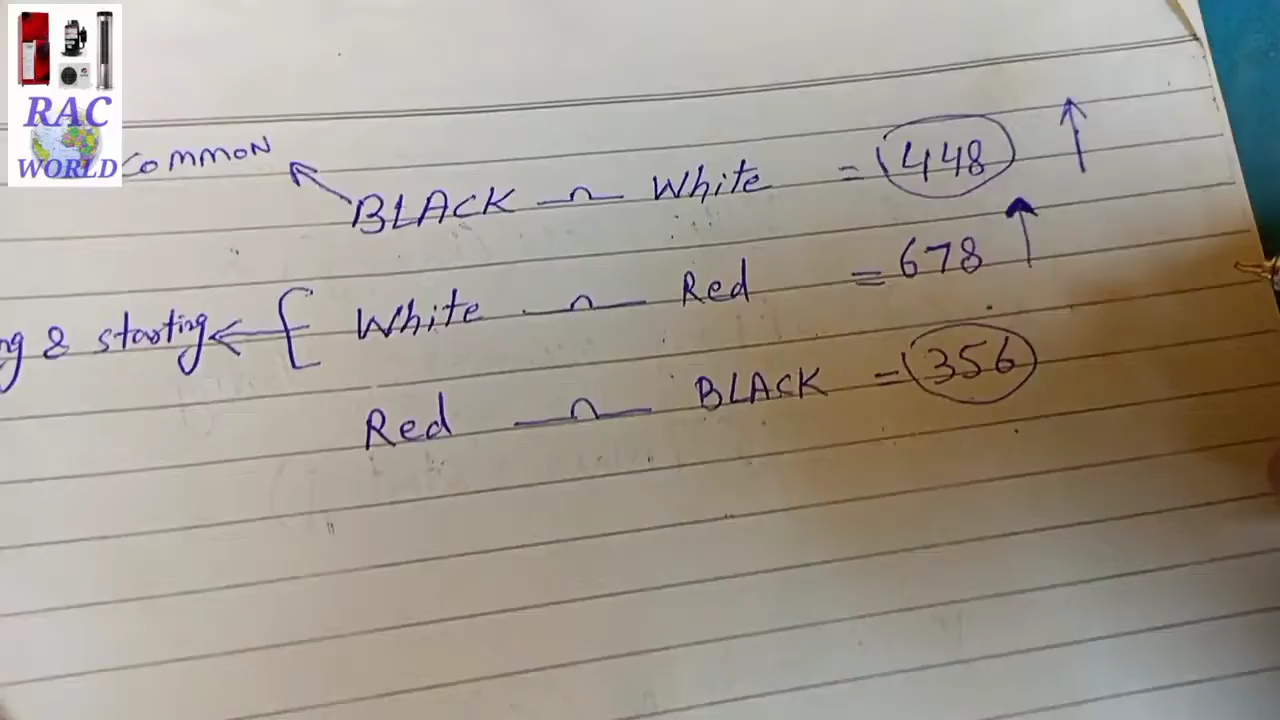 RAC
WORLD
COMMON
BLACK White = 448
& starting White Red = 678
Red BLACK = 356